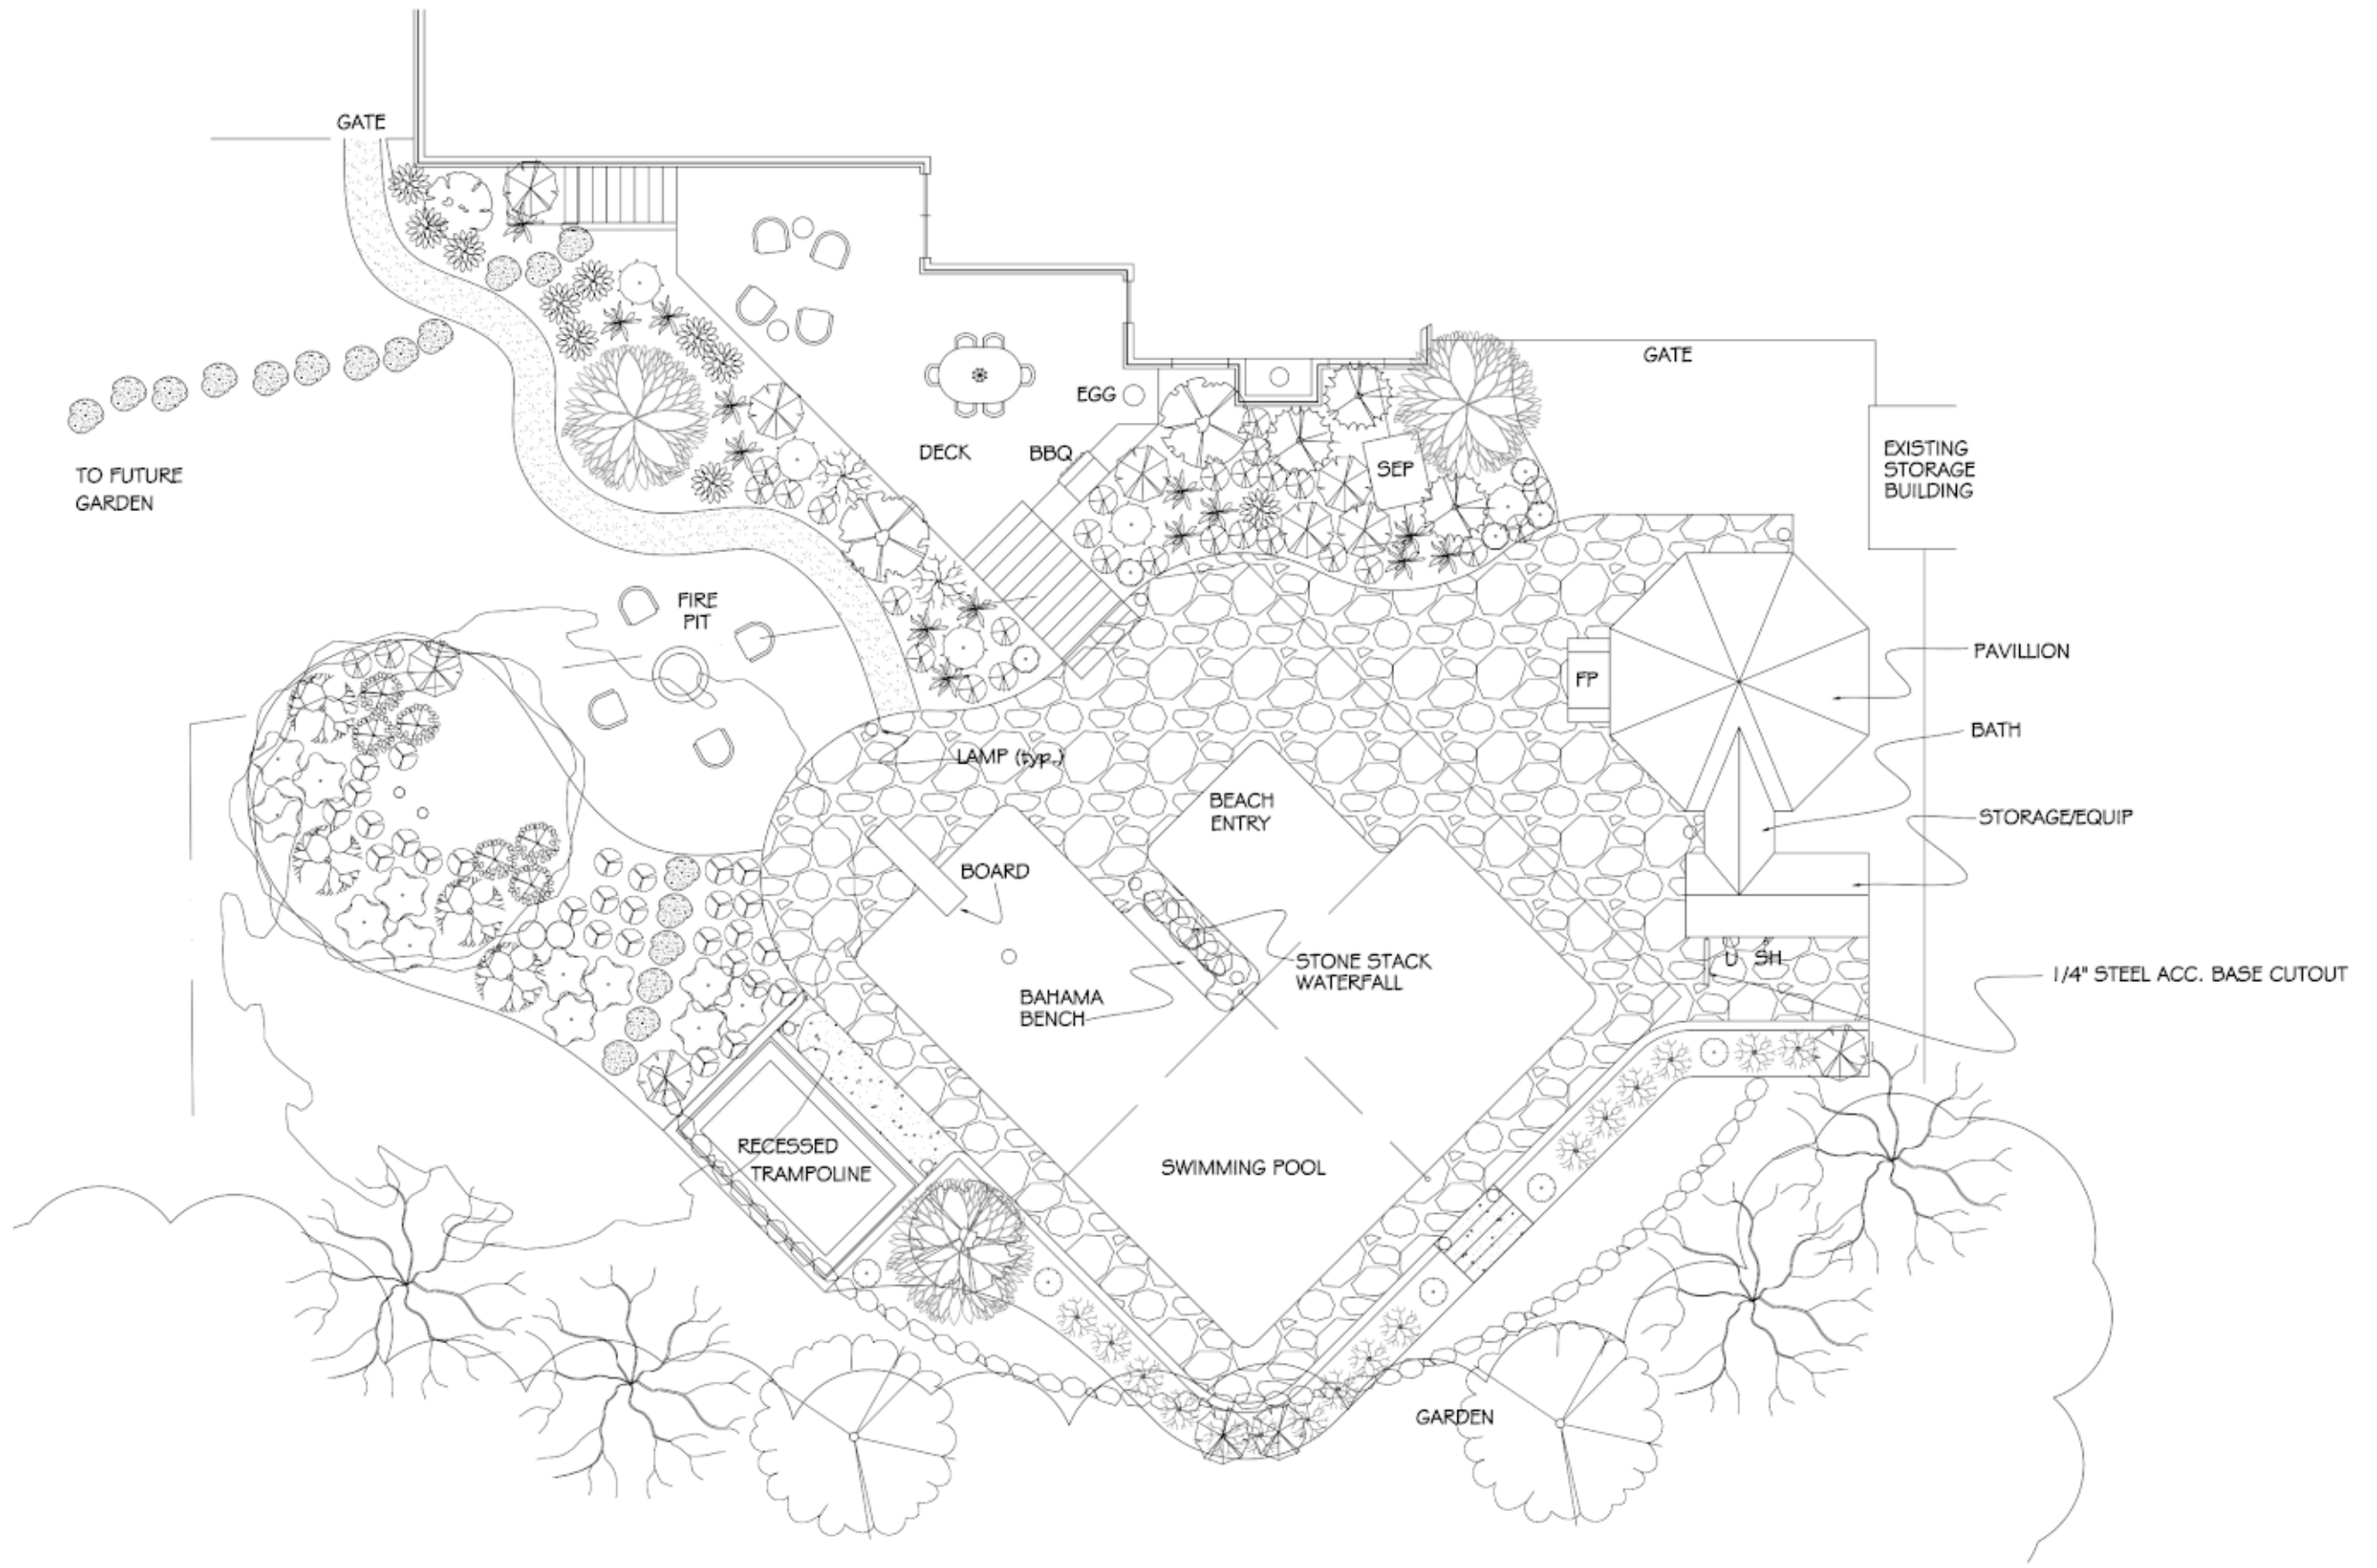 GATE
GATE
EGG
DECK
BBQ
SEP
EXISTING
STORAGE
BUILDING
TO FUTURE
GARDEN
FIRE
PIT
FP
PAVILLION
BATH
LAMP (typ.)
BEACH
ENTRY
STORAGE/EQUIP
BOARD
STONE STACK
WATERFALL
U SH
1/4" STEEL ACC. BASE CUTOUT
BAHAMA
BENCH
RECESSED
TRAMPOLINE
SWIMMING POOL
GARDEN